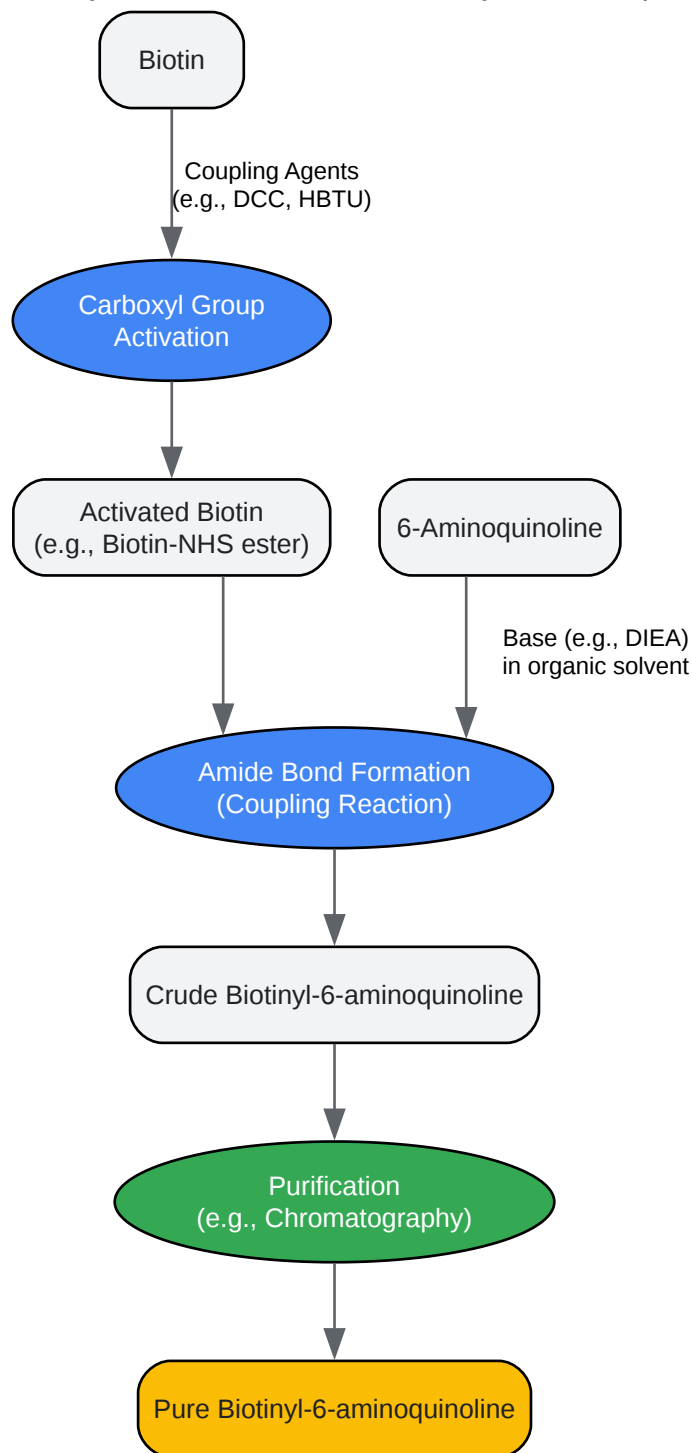 Biotin
Coupling Agents
(e.g., DCC, HBTU)
Carboxyl Group
Activation
Activated Biotin
(e.g., Biotin-NHS ester)
6-Aminoquinoline
Base (e.g., DIEA)
in organic solvent
Amide Bond Formation
(Coupling Reaction)
Crude Biotinyl-6-aminoquinoline
Purification
(e.g., Chromatography)
Pure Biotinyl-6-aminoquinoline